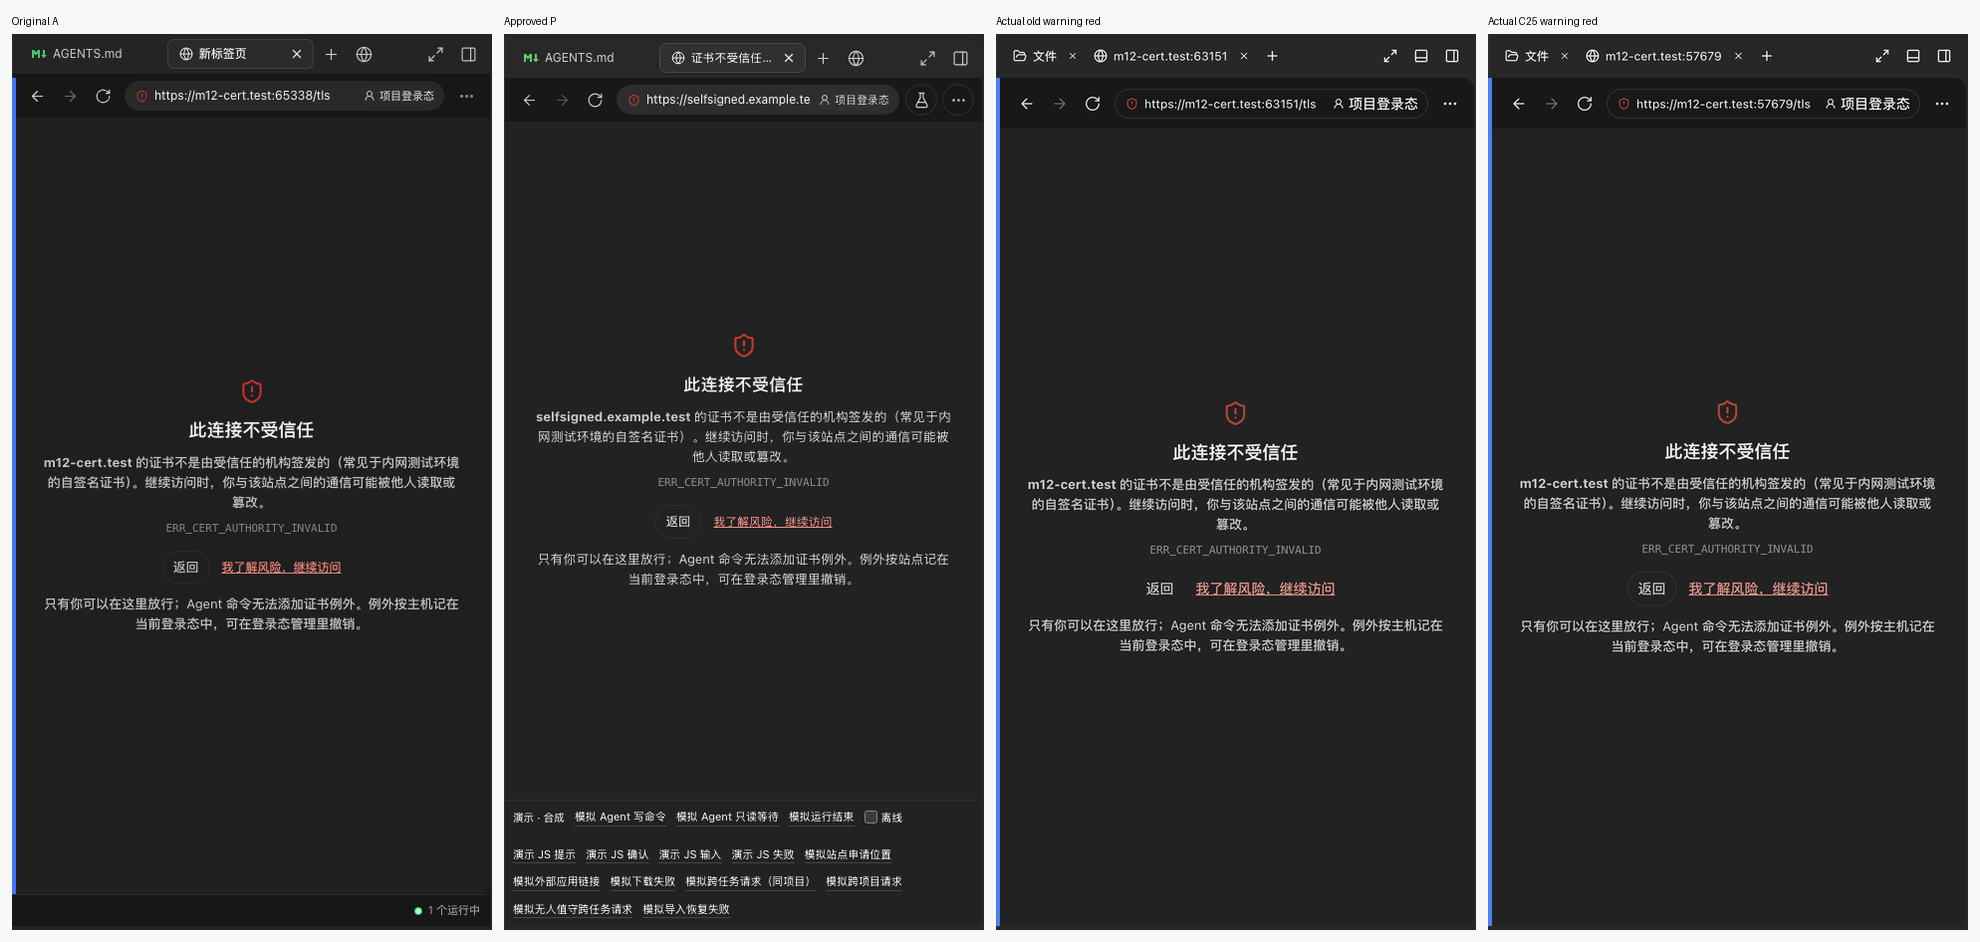 Original A
AGENTS.md
新标签页
https://m12-cert.test:65338/tls
项目登录态
此连接不受信任
m12-cert.test 的证书不是由受信任的机构签发的（常见于内网测试环境
的自签名证书）。继续访问时，你与该站点之间的通信可能被他人读取或
篡改。
ERR_CERT_AUTHORITY_INVALID
返回
我了解风险，继续访问
只有你可以在这里放行；Agent 命令无法添加证书例外。例外按主机记在
当前登录态中，可在登录态管理里撤销。
1 个运行中
Approved P
AGENTS.md
证书不受信任...
https://selfsigned.example.te
项目登录态
此连接不受信任
selfsigned.example.test 的证书不是由受信任的机构签发的（常见于内
网测试环境的自签名证书）。继续访问时，你与该站点之间的通信可能被
他人读取或篡改。
ERR_CERT_AUTHORITY_INVALID
返回
我了解风险，继续访问
只有你可以在这里放行；Agent 命令无法添加证书例外。例外按站点记在
当前登录态中，可在登录态管理里撤销。
演示 · 合成 模拟 Agent 写命令 模拟 Agent 只读等待 模拟运行结束 离线
演示 JS 提示 演示 JS 确认 演示 JS 输入 演示 JS 失败 模拟站点申请位置
模拟外部应用链接 模拟下载失败 模拟跨任务请求（同项目） 模拟跨项目请求
模拟无人值守跨任务请求 模拟导入恢复失败
Actual old warning red
文件
m12-cert.test:63151
https://m12-cert.test:63151/tls
项目登录态
此连接不受信任
m12-cert.test 的证书不是由受信任的机构签发的（常见于内网测试环境
的自签名证书）。继续访问时，你与该站点之间的通信可能被他人读取或
篡改。
ERR_CERT_AUTHORITY_INVALID
返回
我了解风险，继续访问
只有你可以在这里放行；Agent 命令无法添加证书例外。例外按主机记在
当前登录态中，可在登录态管理里撤销。
Actual C25 warning red
文件
m12-cert.test:57679
https://m12-cert.test:57679/tls
项目登录态
此连接不受信任
m12-cert.test 的证书不是由受信任的机构签发的（常见于内网测试环境
的自签名证书）。继续访问时，你与该站点之间的通信可能被他人读取或
篡改。
ERR_CERT_AUTHORITY_INVALID
返回
我了解风险，继续访问
只有你可以在这里放行；Agent 命令无法添加证书例外。例外按主机记在
当前登录态中，可在登录态管理里撤销。